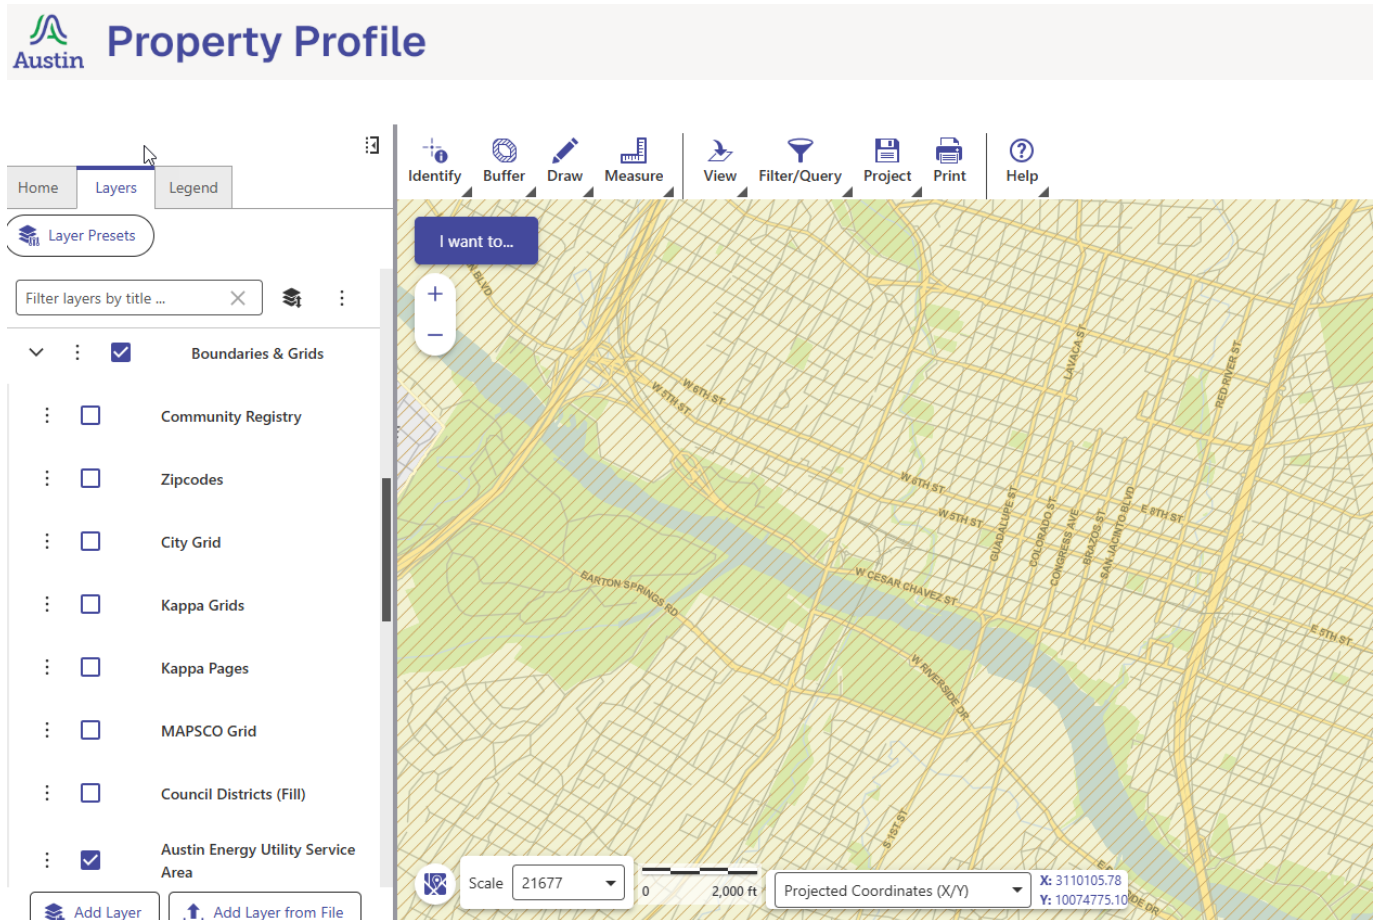 Austin
Property Profile
Home
Layers
Legend
Layer Presets
Filter layers by title ...
Boundaries & Grids
Community Registry
Zipcodes
City Grid
Kappa Grids
Kappa Pages
MAPSCO Grid
Council Districts (Fill)
Austin Energy Utility Service
Area
Add Layer
Add Layer from File
Identify
Buffer
Draw
Measure
View
Filter/Query
Project
Print
Help
I want to...
+
−
N BLVD
W 6TH ST
W 5TH ST
LAVACA ST
RED RIVER ST
W 6TH ST
W 5TH ST
GUADALUPE ST
COLORADO ST
CONGRESS AVE
BRAZOS ST
SAN JACINTO BLVD
E 8TH ST
BARTON SPRINGS RD
W CESAR CHAVEZ ST
E 5TH ST
W RIVERSIDE DR
S 1ST ST
Scale
21677
0
2,000 ft
Projected Coordinates (X/Y)
X: 3110105.78
Y: 10074775.10